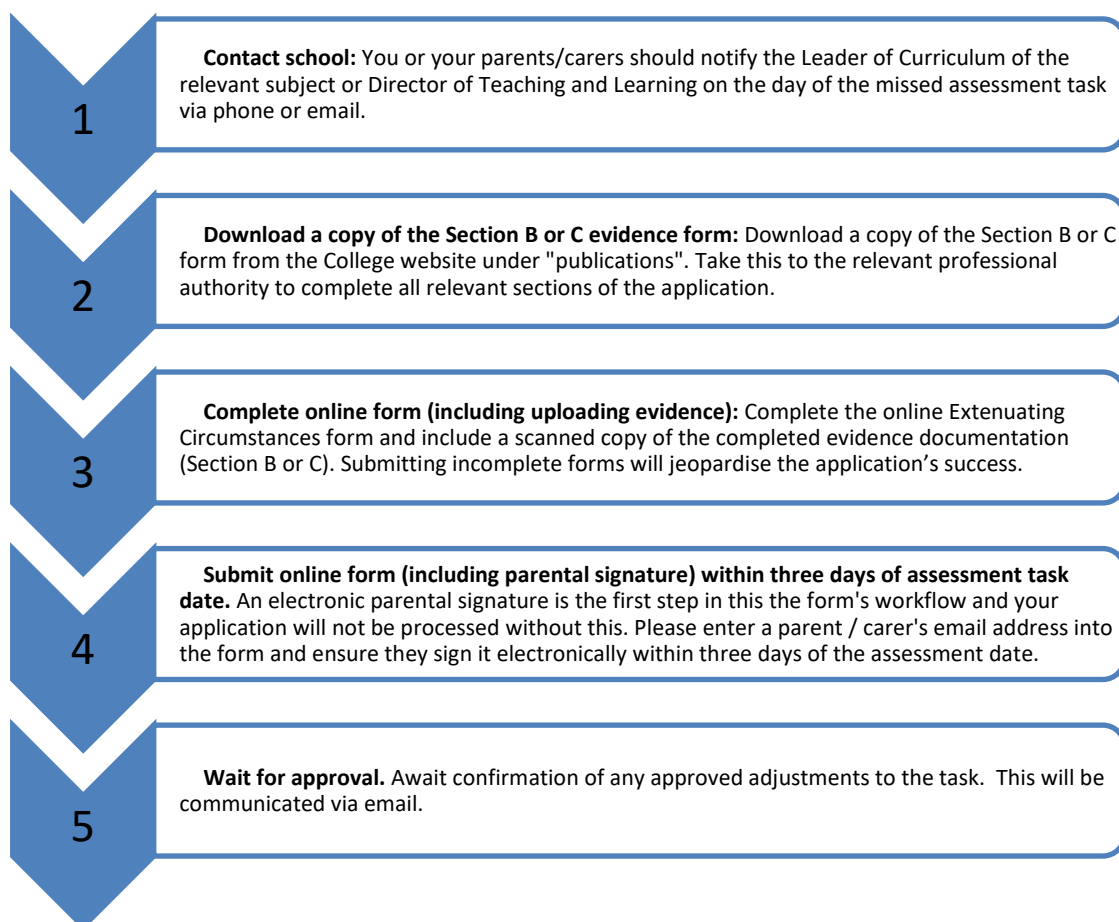 1
Contact school: You or your parents/carers should notify the Leader of Curriculum of the
relevant subject or Director of Teaching and Learning on the day of the missed assessment task
via phone or email.
2
Download a copy of the Section B or C evidence form: Download a copy of the Section B or C
form from the College website under "publications". Take this to the relevant professional
authority to complete all relevant sections of the application.
3
Complete online form (including uploading evidence): Complete the online Extenuating
Circumstances form and include a scanned copy of the completed evidence documentation
(Section B or C). Submitting incomplete forms will jeopardise the application’s success.
4
Submit online form (including parental signature) within three days of assessment task
date. An electronic parental signature is the first step in this the form's workflow and your
application will not be processed without this. Please enter a parent / carer's email address into
the form and ensure they sign it electronically within three days of the assessment date.
5
Wait for approval. Await confirmation of any approved adjustments to the task.  This will be
communicated via email.